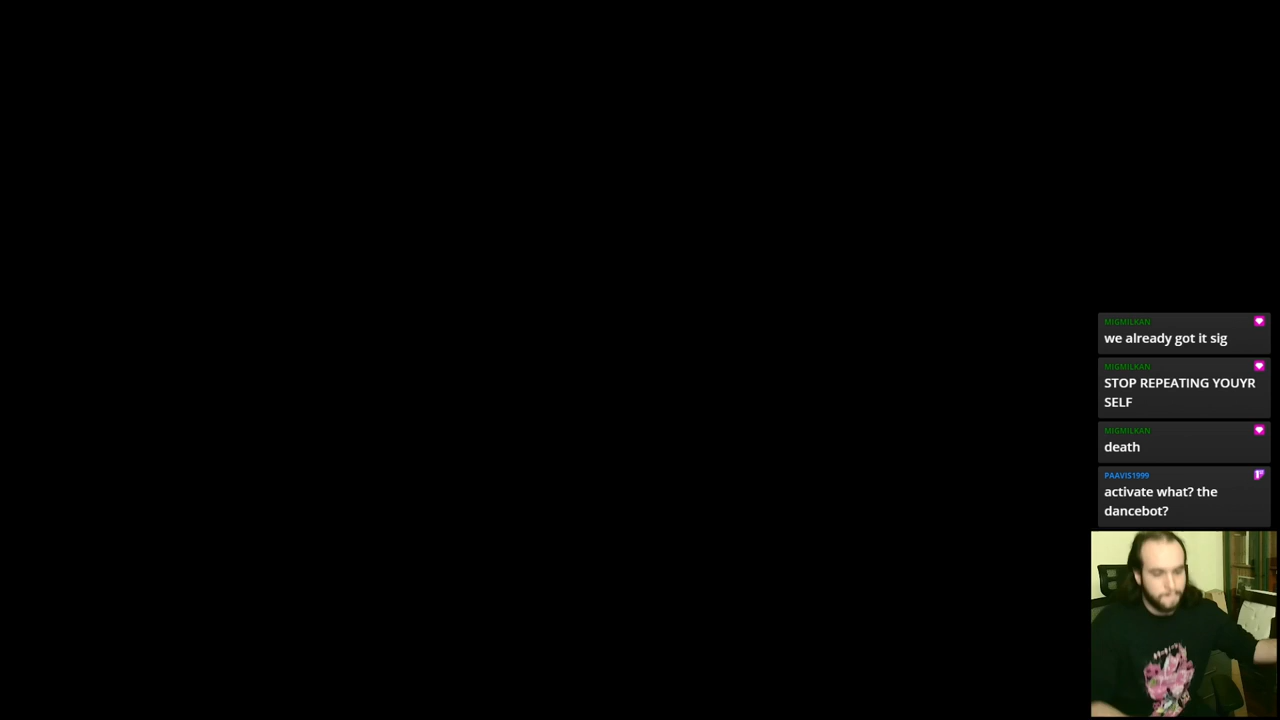 MIGMILKAN
we already got it sig
MIGMILKAN
STOP REPEATING YOUYR
SELF
MIGMILKAN
death
PAAVIS1999
activate what? the
dancebot?